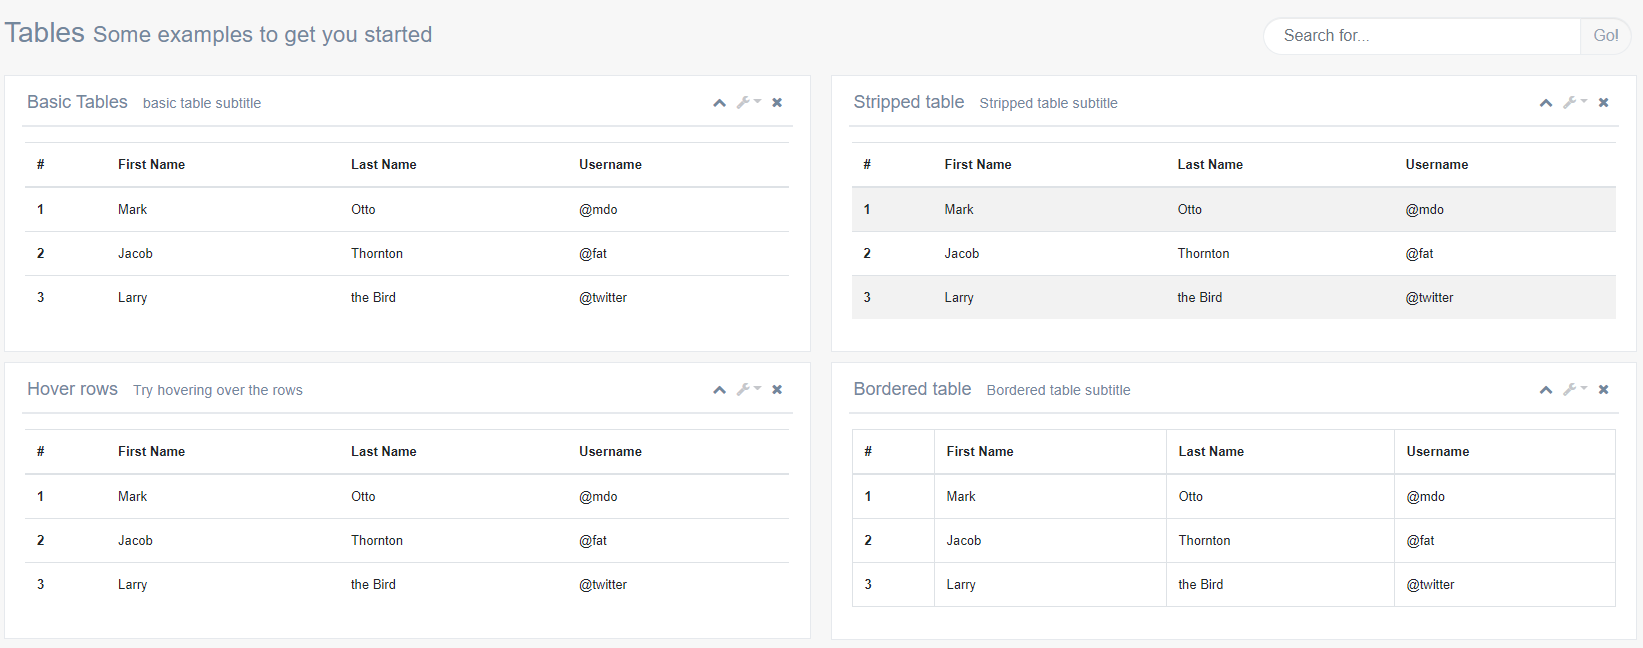 Tables Some examples to get you started
Search for... Go!
Basic Tables basic table subtitle
# First Name Last Name Username
1 Mark Otto @mdo
2 Jacob Thornton @fat
3 Larry the Bird @twitter
Stripped table Stripped table subtitle
# First Name Last Name Username
1 Mark Otto @mdo
2 Jacob Thornton @fat
3 Larry the Bird @twitter
Hover rows Try hovering over the rows
# First Name Last Name Username
1 Mark Otto @mdo
2 Jacob Thornton @fat
3 Larry the Bird @twitter
Bordered table Bordered table subtitle
# First Name Last Name Username
1 Mark Otto @mdo
2 Jacob Thornton @fat
3 Larry the Bird @twitter